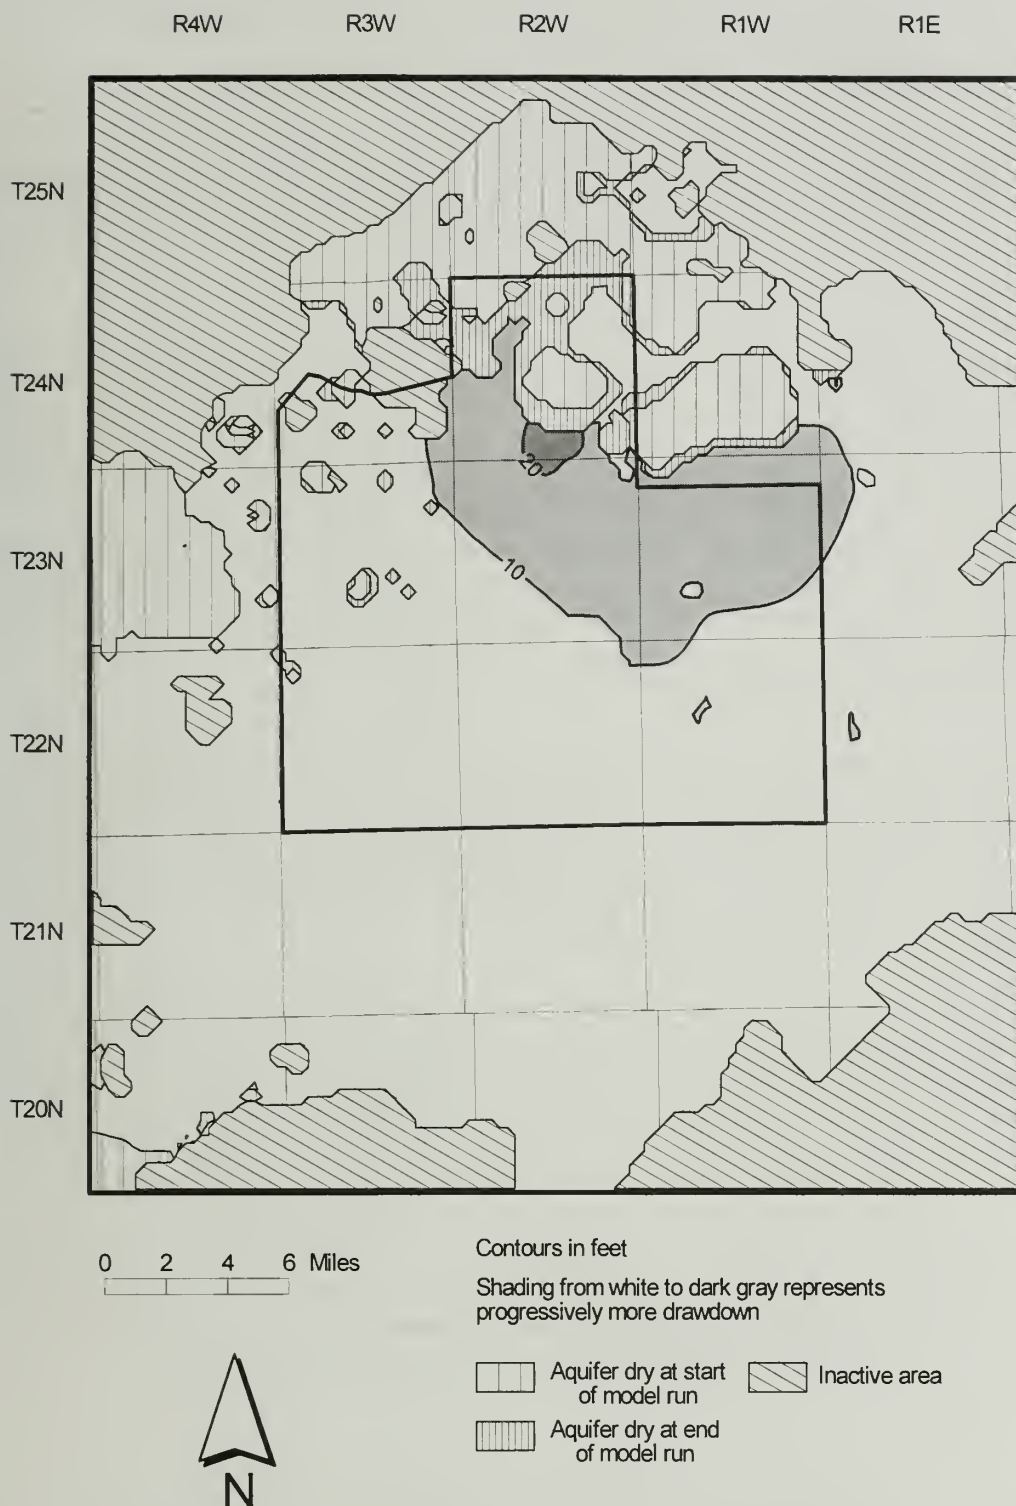 R4W R3W R2W R1W R1E
T25N
T24N
T23N
T22N
T21N
T20N
20
10
0 2 4 6 Miles
N
Contours in feet
Shading from white to dark gray represents
progressively more drawdown
Aquifer dry at start
of model run
Inactive area
Aquifer dry at end
of model run